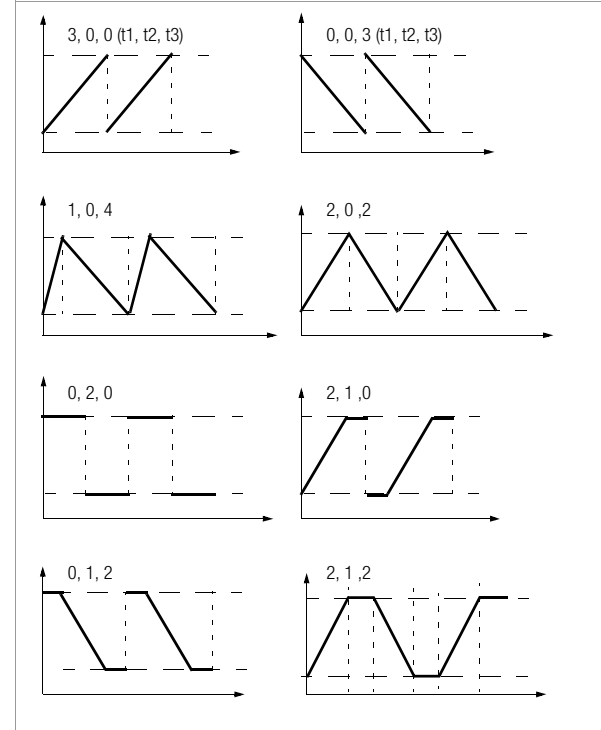 3, 0, 0 (t1, t2, t3)
0, 0, 3 (t1, t2, t3)
1, 0, 4
2, 0 ,2
0, 2, 0
2, 1 ,0
0, 1, 2
2, 1 ,2